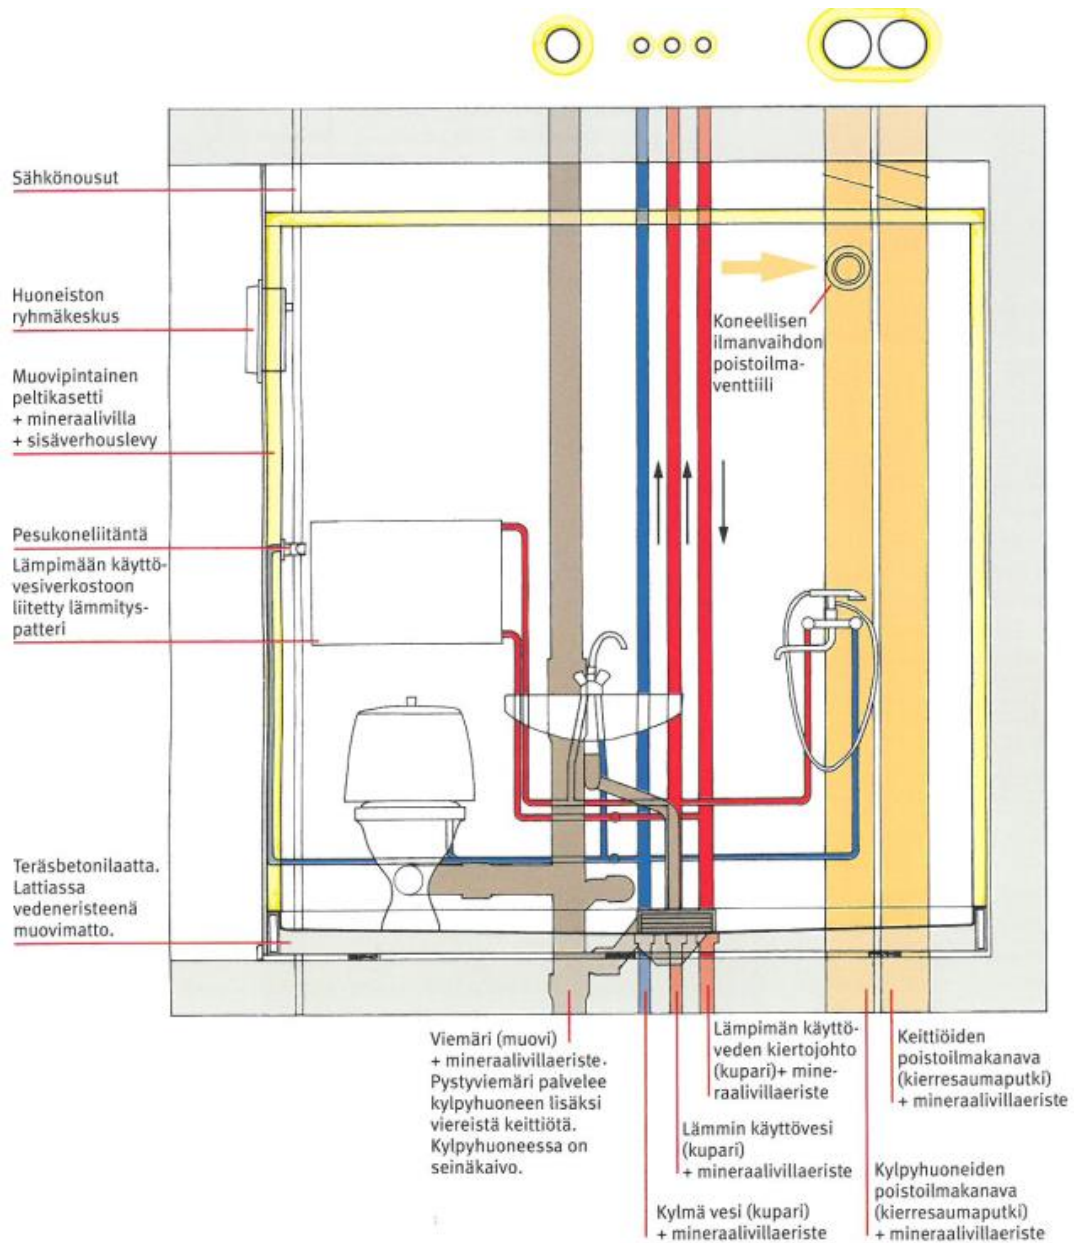 Sähkönousut
Huoneiston
ryhmäkeskus
Muovipintainen
peltikasetti
+ mineraalivilla
+ sisäverhouslevy
Pesukoneliitäntä
Lämpimään käyttö-
vesiverkostoon
liitetty lämmitys-
patteri
Teräsbetonilaatta.
Lattiassa
vedeneristeenä
muovimatto.
Koneellisen
ilmanvaihdon
poistoilma-
venttiili
Viemäri (muovi)
+ mineraalivillaeriste.
Pystyviemäri palvelee
kylpyhuoneen lisäksi
viereistä keittiötä.
Kylpyhuoneessa on
seinäkaivo.
Kylmä vesi (kupari)
+ mineraalivillaeriste
Lämmin käyttövesi
(kupari)
+ mineraalivillaeriste
Lämpimän käyttö-
veden kiertojohto
(kupari)+ mine-
raalivillaeriste
Kylpyhuoneiden
poistoilmakanava
(kierresaumaputki)
+ mineraalivillaeriste
Keittiöiden
poistoilmakanava
(kierresaumaputki)
+ mineraalivillaeriste